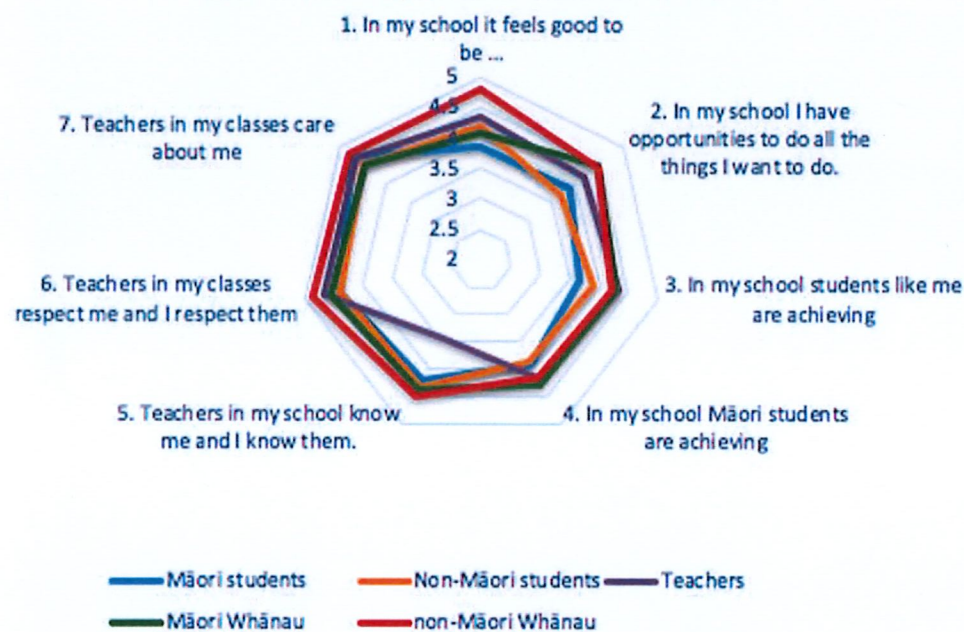 1. In my school it feels good to
be ...
5
4.5
4
3.5
3
2.5
2
2. In my school I have
opportunities to do all the
things I want to do.
3. In my school students like me
are achieving
4. In my school Māori students
are achieving
5. Teachers in my school know
me and I know them.
6. Teachers in my classes
respect me and I respect them
7. Teachers in my classes care
about me
Māori students
Non-Māori students
Teachers
Māori Whānau
non-Māori Whānau